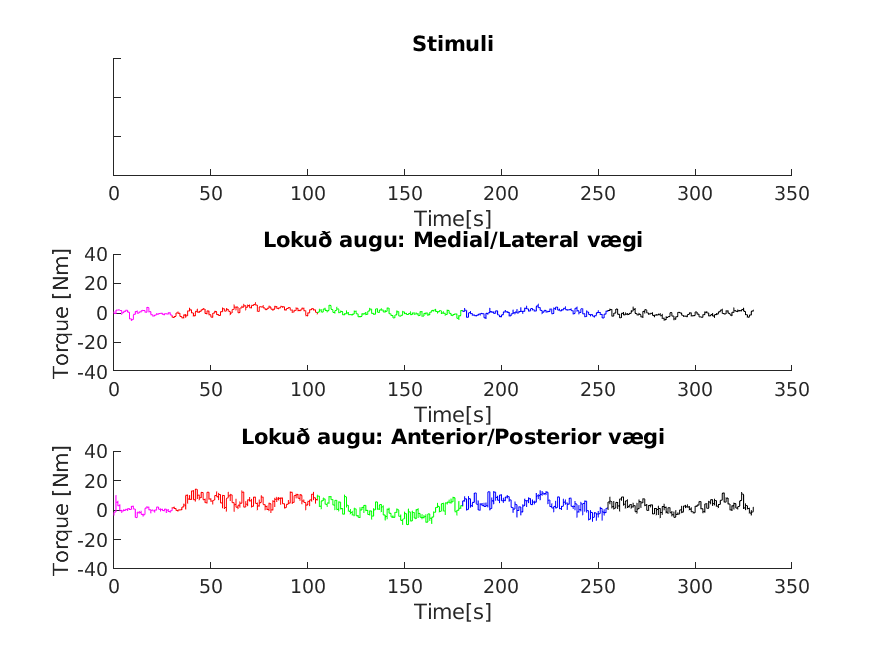 Stimuli
0 50 100 150 200 250 300 350
Time[s]
Lokuð augu: Medial/Lateral vægi
Torque [Nm]
40
20
0
-20
-40
0 50 100 150 200 250 300 350
Time[s]
Lokuð augu: Anterior/Posterior vægi
Torque [Nm]
40
20
0
-20
-40
0 50 100 150 200 250 300 350
Time[s]